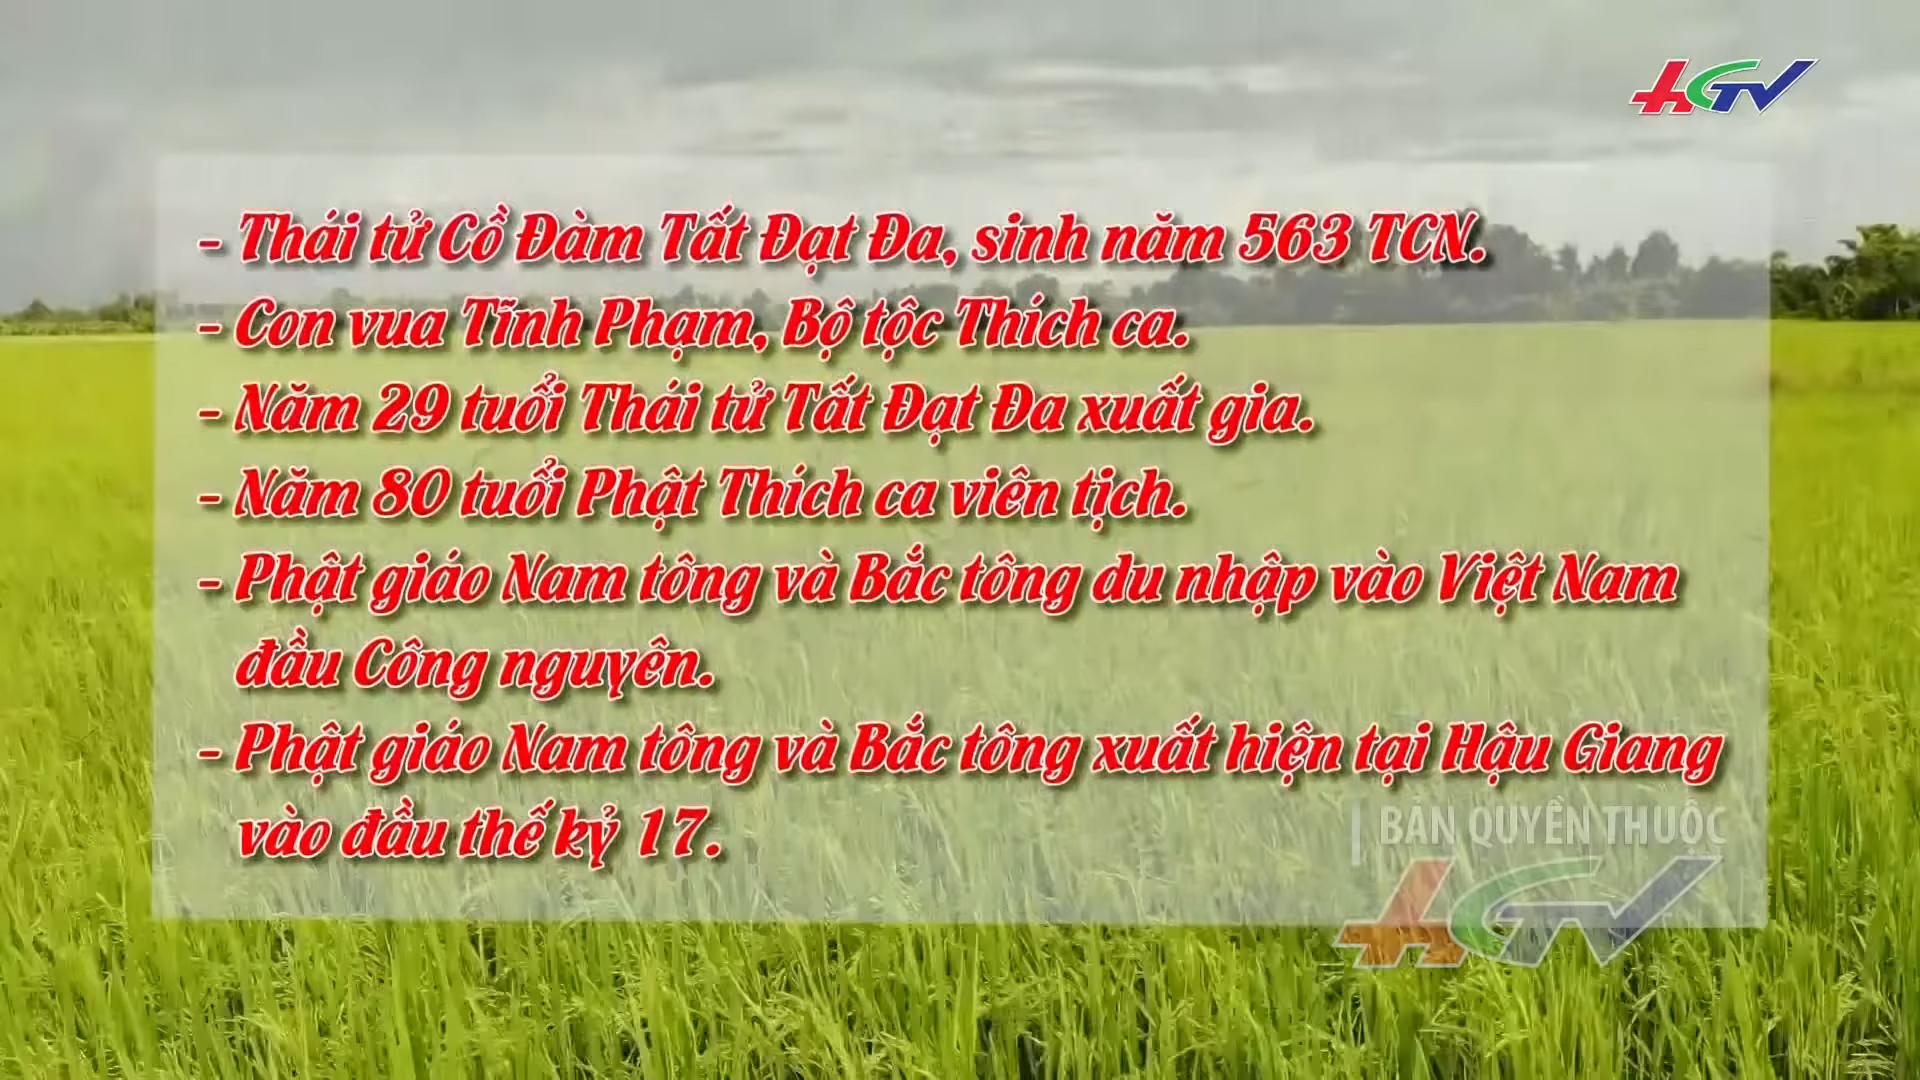 HGTV
- Thái tử Cồ Đàm Tất Đạt Đa, sinh năm 563 TCN.
- Con vua Tĩnh Phạm, Bộ tộc Thích ca.
- Năm 29 tuổi Thái tử Tất Đạt Đa xuất gia.
- Năm 80 tuổi Phật Thích ca viên tịch.
- Phật giáo Nam tông và Bắc tông du nhập vào Việt Nam
đầu Công nguyên.
- Phật giáo Nam tông và Bắc tông xuất hiện tại Hậu Giang
vào đầu thế kỷ 17.
BẢN QUYỀN THUỘC
HGTV